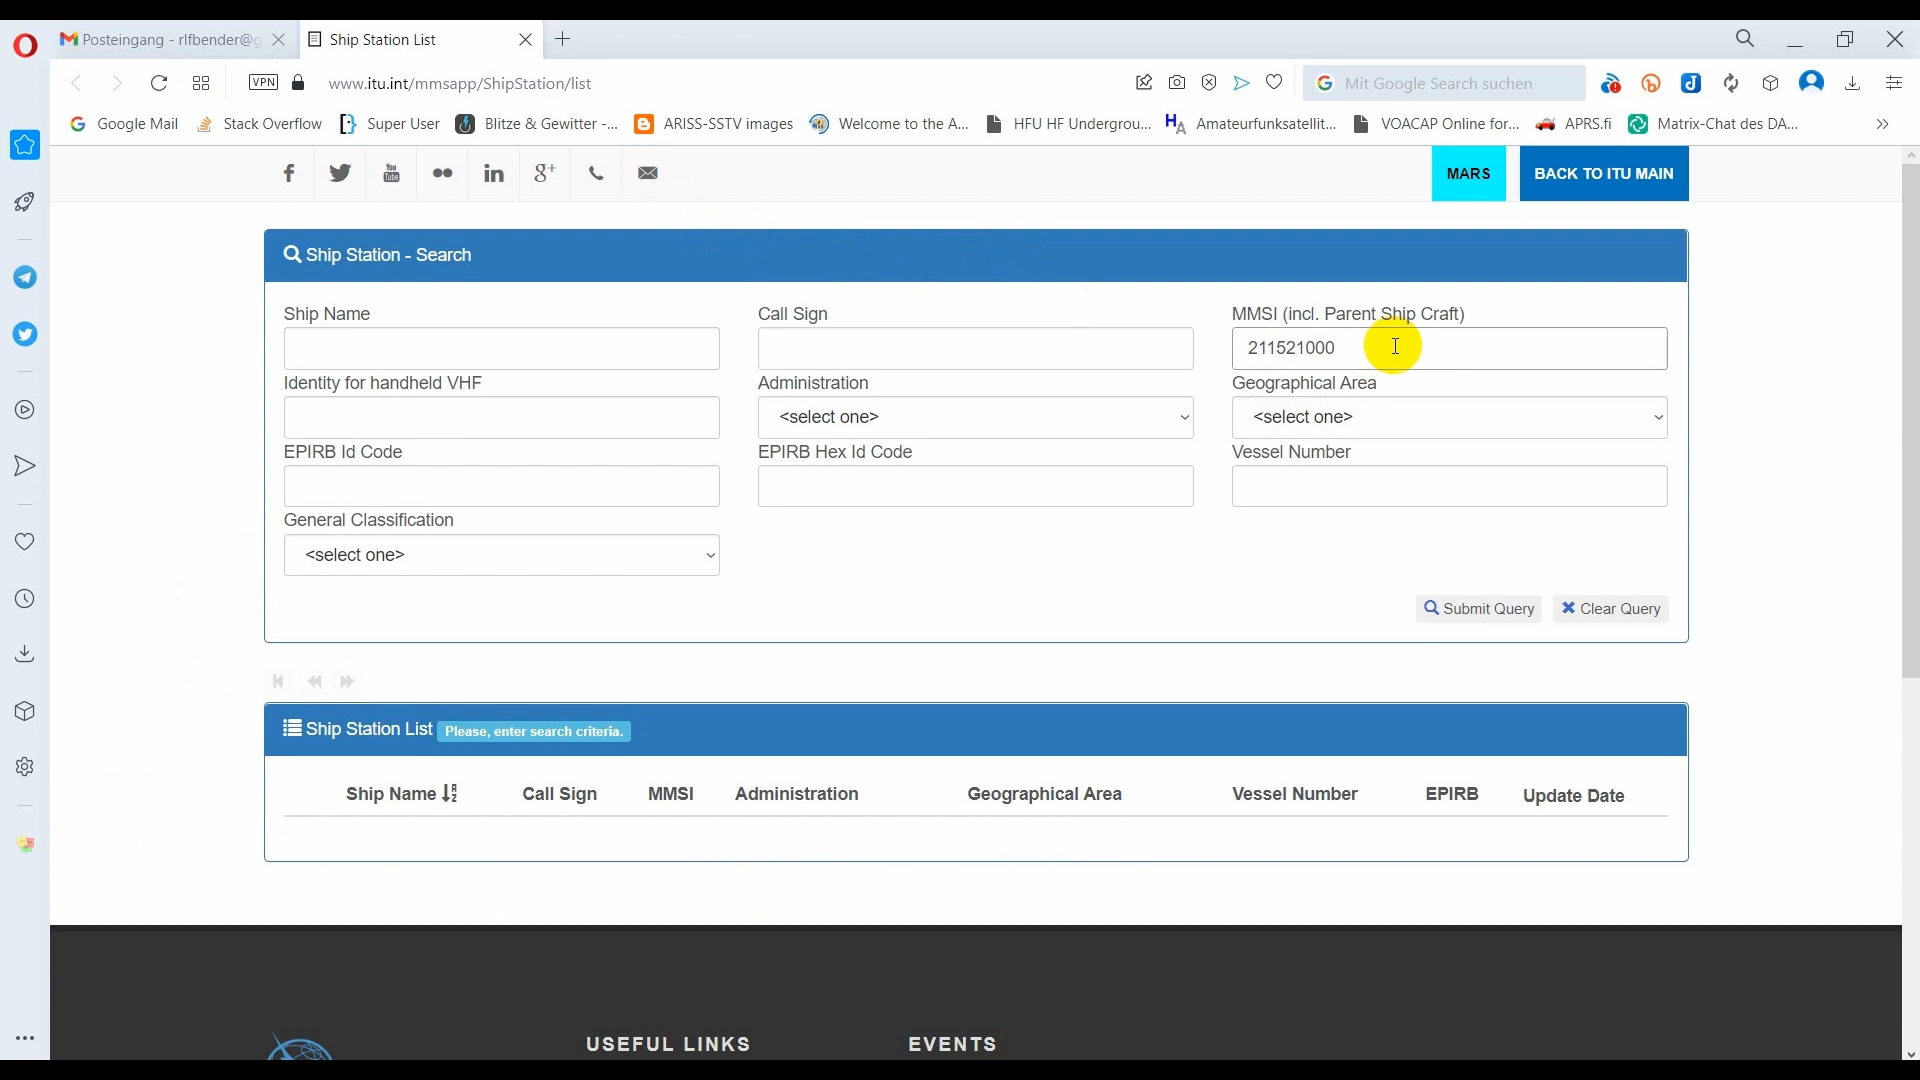 Posteingang - rlfbender@g
Ship Station List
VPN
www.itu.int/mmsapp/ShipStation/list
Mit Google Search suchen
Google Mail
Stack Overflow
Super User
Blitze & Gewitter -...
ARISS-SSTV images
Welcome to the A...
HFU HF Undergrou...
Amateurfunksatellit...
VOACAP Online for...
APRS.fi
Matrix-Chat des DA...
MARS
BACK TO ITU MAIN
Ship Station - Search
Ship Name
Call Sign
MMSI (incl. Parent Ship Craft)
211521000
Identity for handheld VHF
Administration
Geographical Area
<select one>
<select one>
EPIRB Id Code
EPIRB Hex Id Code
Vessel Number
General Classification
<select one>
Submit Query
Clear Query
Ship Station List
Please, enter search criteria.
Ship Name
Call Sign
MMSI
Administration
Geographical Area
Vessel Number
EPIRB
Update Date
USEFUL LINKS
EVENTS